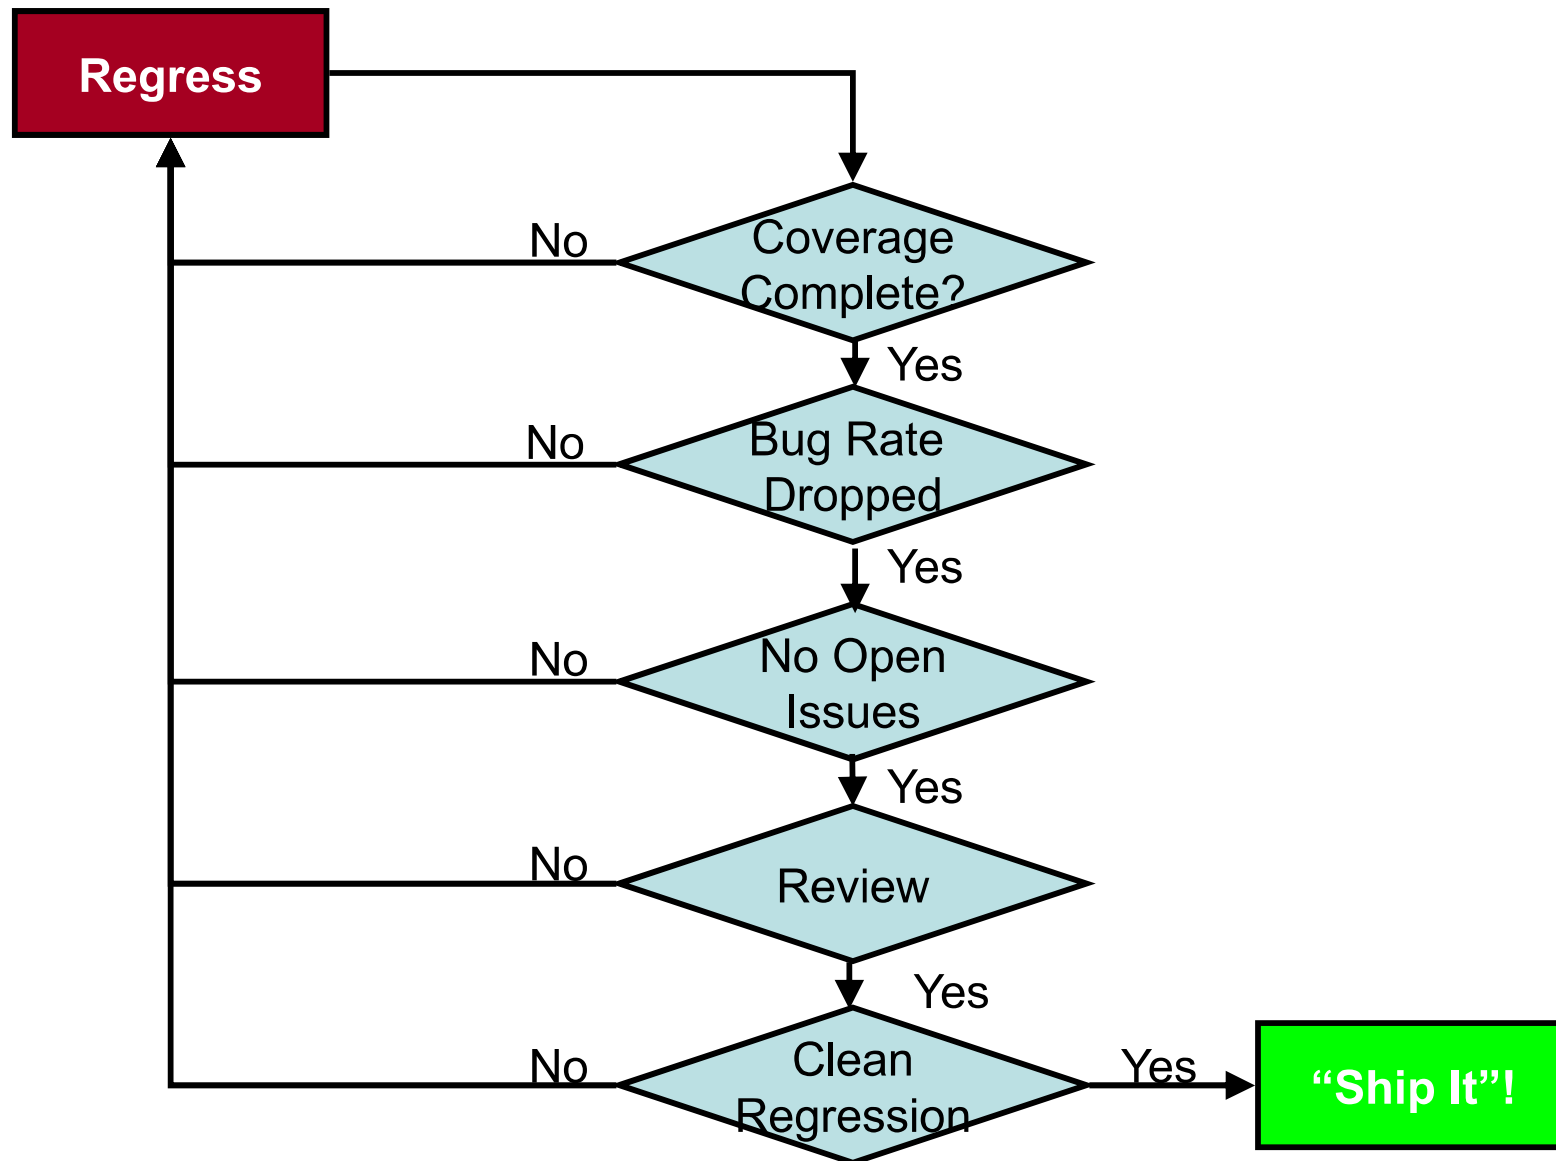 Regress
No
Coverage
Complete?
Yes
No
Bug Rate
Dropped
Yes
No
No Open
Issues
Yes
No
Review
Yes
No
Clean
Regression
Yes
“Ship It”!